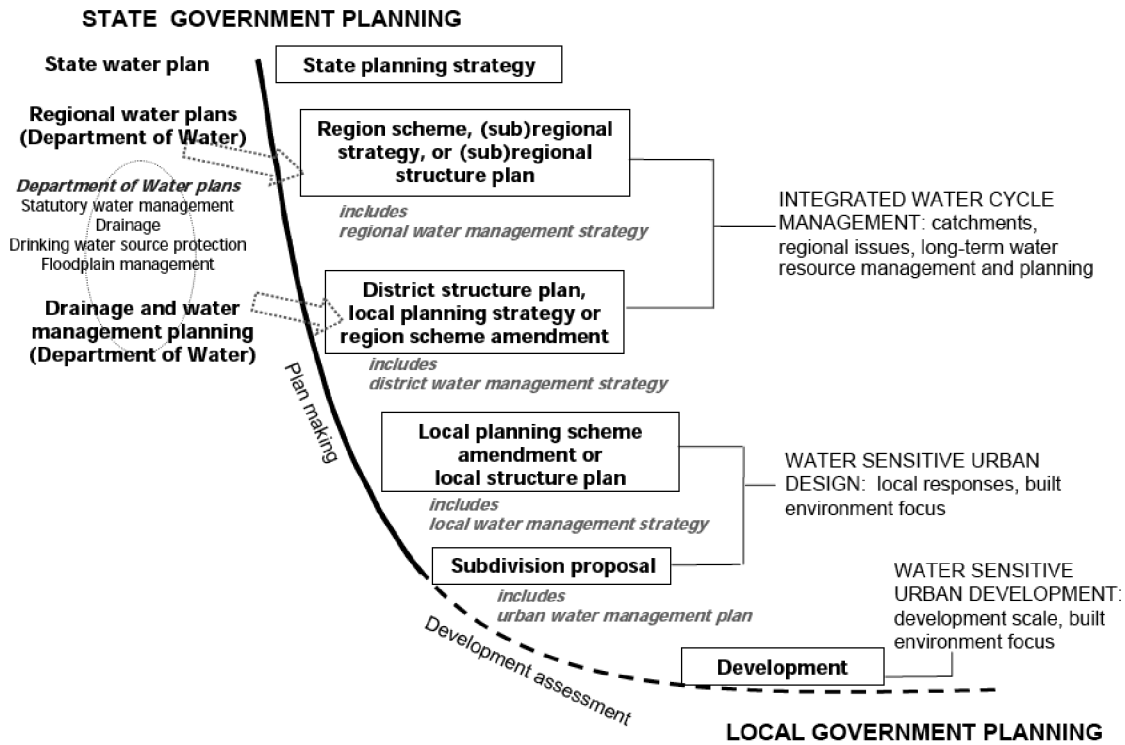 STATE GOVERNMENT PLANNING
State water plan
State planning strategy
Regional water plans
(Department of Water)
Region scheme, (sub)regional
strategy, or (sub)regional
structure plan
includes
regional water management strategy
Department of Water plans
Statutory water management
Drainage
Drinking water source protection
Floodplain management
INTEGRATED WATER CYCLE
MANAGEMENT: catchments,
regional issues, long-term water
resource management and planning
Drainage and water
management planning
(Department of Water)
District structure plan,
local planning strategy or
region scheme amendment
includes
district water management strategy
Plan making
Local planning scheme
amendment or
local structure plan
includes
local water management strategy
WATER SENSITIVE URBAN
DESIGN: local responses, built
environment focus
Subdivision proposal
includes
urban water management plan
WATER SENSITIVE
URBAN DEVELOPMENT:
development scale, built
environment focus
Development assessment
Development
LOCAL GOVERNMENT PLANNING